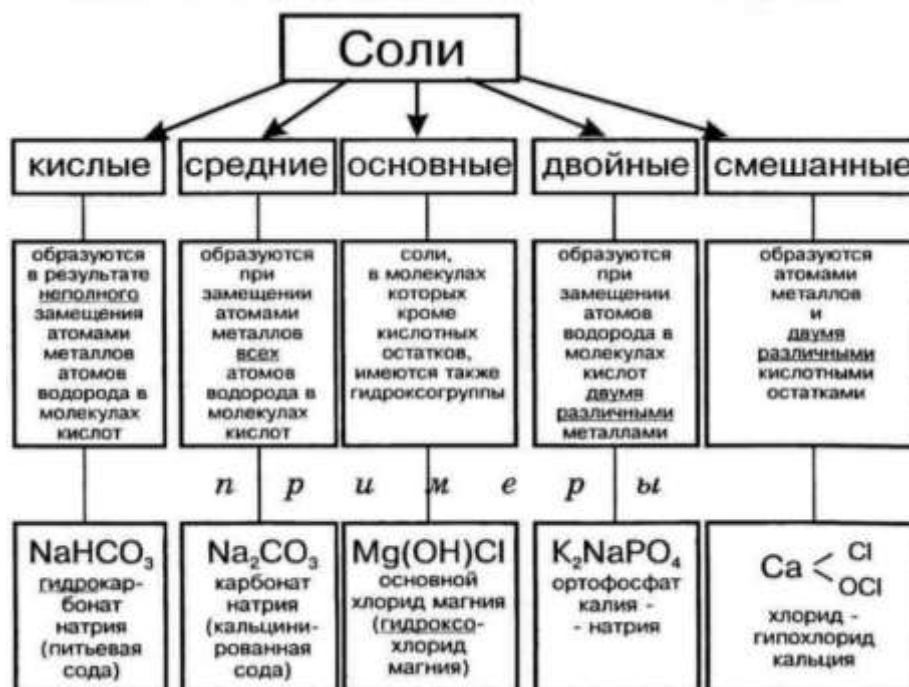 Соли
кислые
средние
основные
двойные
смешанные
образуются
в результате
неполного
замещения
атомами
металлов
атомов
водорода в
молекулах
кислот
образуются
при
замещении
атомами
металлов
всех
атомов
водорода в
молекулах
кислот
соли,
в молекулах
которых
кроме
кислотных
остатков,
имеются также
гидроксогруппы
образуются
при
замещении
атомов
водорода в
молекулах
кислот
двумя
различными
металлами
образуются
атомами
металлов
и
двумя
различными
кислотными
остатками
примеры
NaHCO₃
гидрокар-
бонат
натрия
(питьевая
сода)
Na₂CO₃
карбонат
натрия
(кальцини-
рованная
сода)
Mg(OH)Cl
основной
хлорид магния
(гидроксо-
хлорид
магния)
K₂NaPO₄
ортофосфат
калия -
- натрия
Ca < Cl
OCl
хлорид -
гипохлорид
кальция